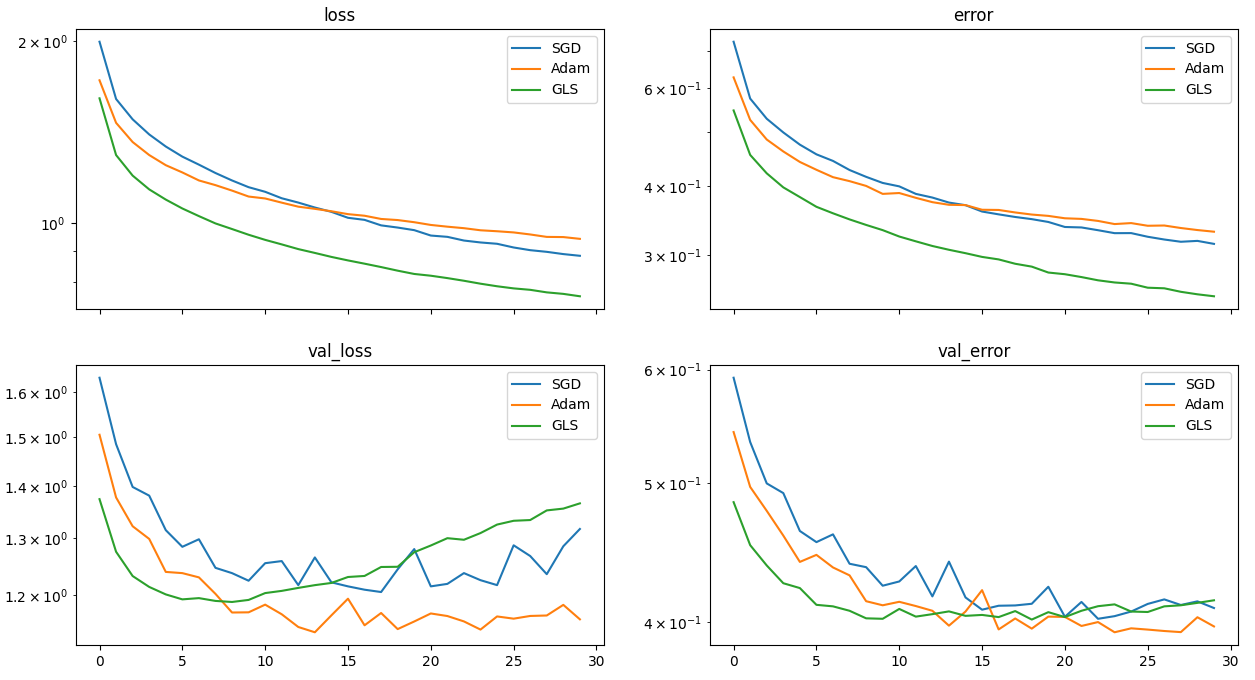 loss
2 × 10⁰
10⁰
SGD
Adam
GLS
error
6 × 10⁻¹
4 × 10⁻¹
3 × 10⁻¹
SGD
Adam
GLS
val_loss
1.6 × 10⁰
1.5 × 10⁰
1.4 × 10⁰
1.3 × 10⁰
1.2 × 10⁰
SGD
Adam
GLS
0 5 10 15 20 25 30
val_error
6 × 10⁻¹
5 × 10⁻¹
4 × 10⁻¹
SGD
Adam
GLS
0 5 10 15 20 25 30